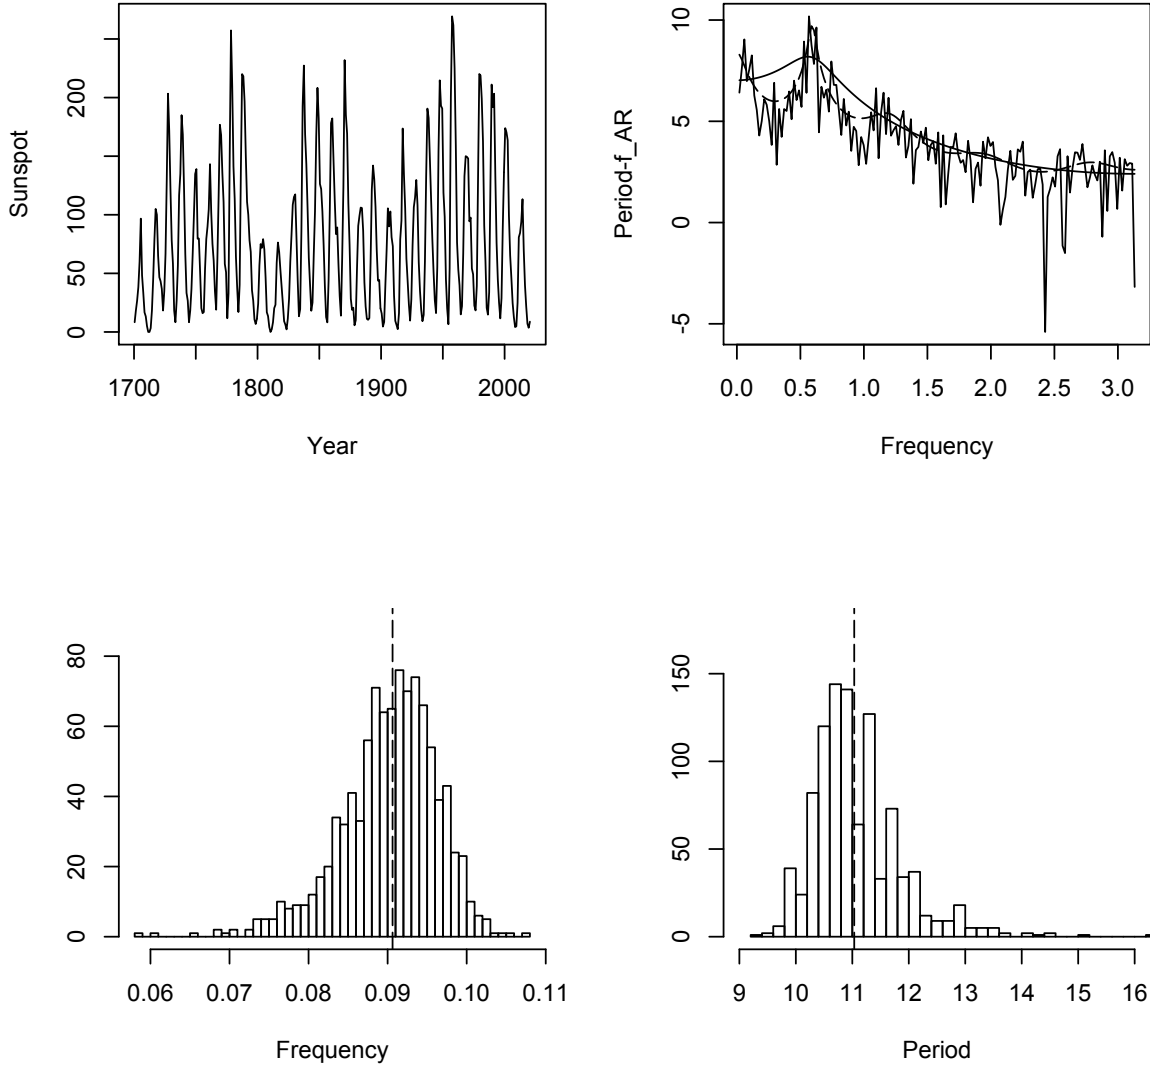 Sunspot
0 50 100 200
1700 1800 1900 2000
Year
Period-f_AR
-5 0 5 10
0.0 0.5 1.0 1.5 2.0 2.5 3.0
Frequency
0 20 40 60 80
0.06 0.07 0.08 0.09 0.10 0.11
Frequency
0 50 100 150
9 10 11 12 13 14 15 16
Period